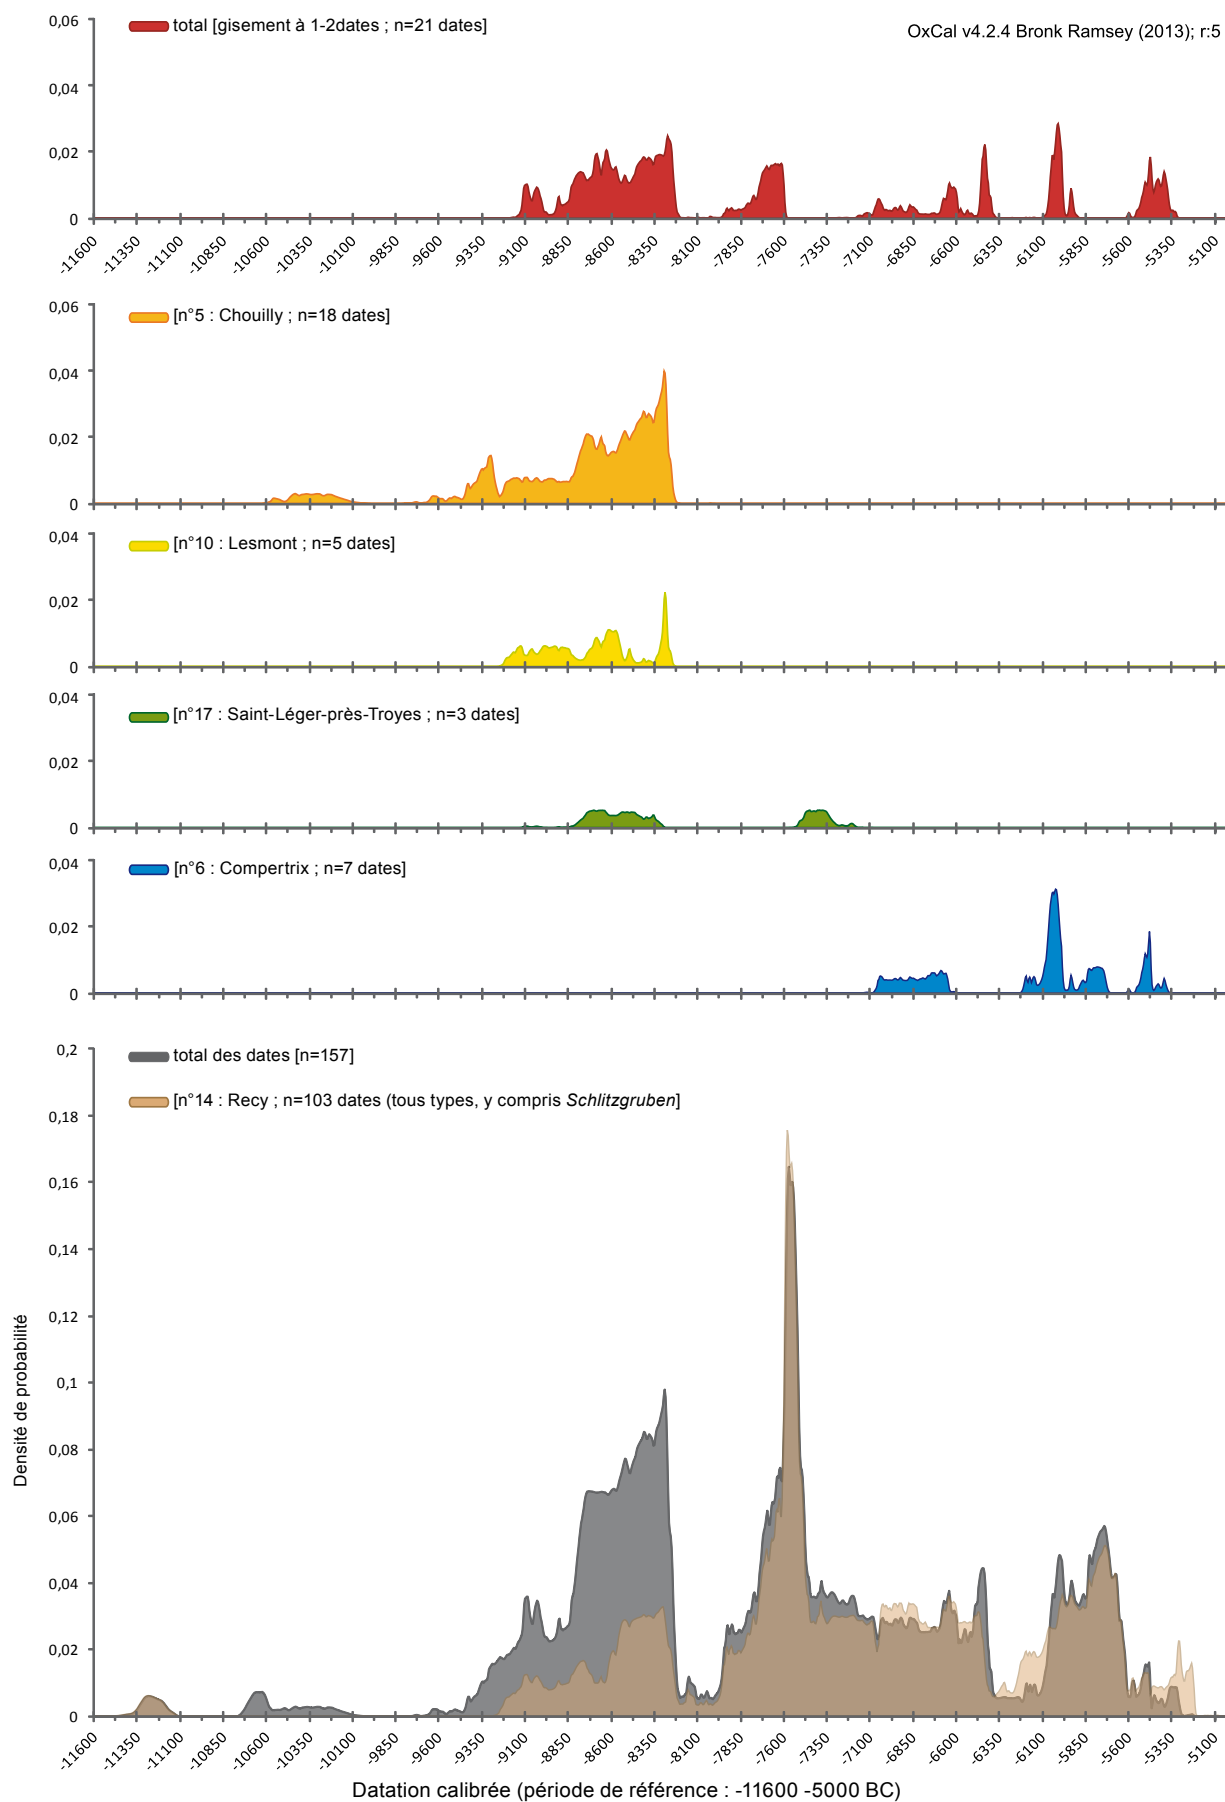 total [gisement à 1-2dates ; n=21 dates]
OxCal v4.2.4 Bronk Ramsey (2013); r:5
0,06
0,04
0,02
0
-11600 -11350 -11100 -10850 -10600 -10350 -10100 -9850 -9600 -9350 -9100 -8850 -8600 -8350 -8100 -7850 -7600 -7350 -7100 -6850 -6600 -6350 -6100 -5850 -5600 -5350 -5100
[n°5 : Chouilly ; n=18 dates]
0,06
0,04
0,02
0
[n°10 : Lesmont ; n=5 dates]
0,04
0,02
0
[n°17 : Saint-Léger-près-Troyes ; n=3 dates]
0,04
0,02
0
[n°6 : Compertrix ; n=7 dates]
0,04
0,02
0
total des dates [n=157]
[n°14 : Recy ; n=103 dates (tous types, y compris Schlitzgruben]
Densité de probabilité
0,2
0,18
0,16
0,14
0,12
0,1
0,08
0,06
0,04
0,02
0
-11600 -11350 -11100 -10850 -10600 -10350 -10100 -9850 -9600 -9350 -9100 -8850 -8600 -8350 -8100 -7850 -7600 -7350 -7100 -6850 -6600 -6350 -6100 -5850 -5600 -5350 -5100
Datation calibrée (période de référence : -11600 -5000 BC)